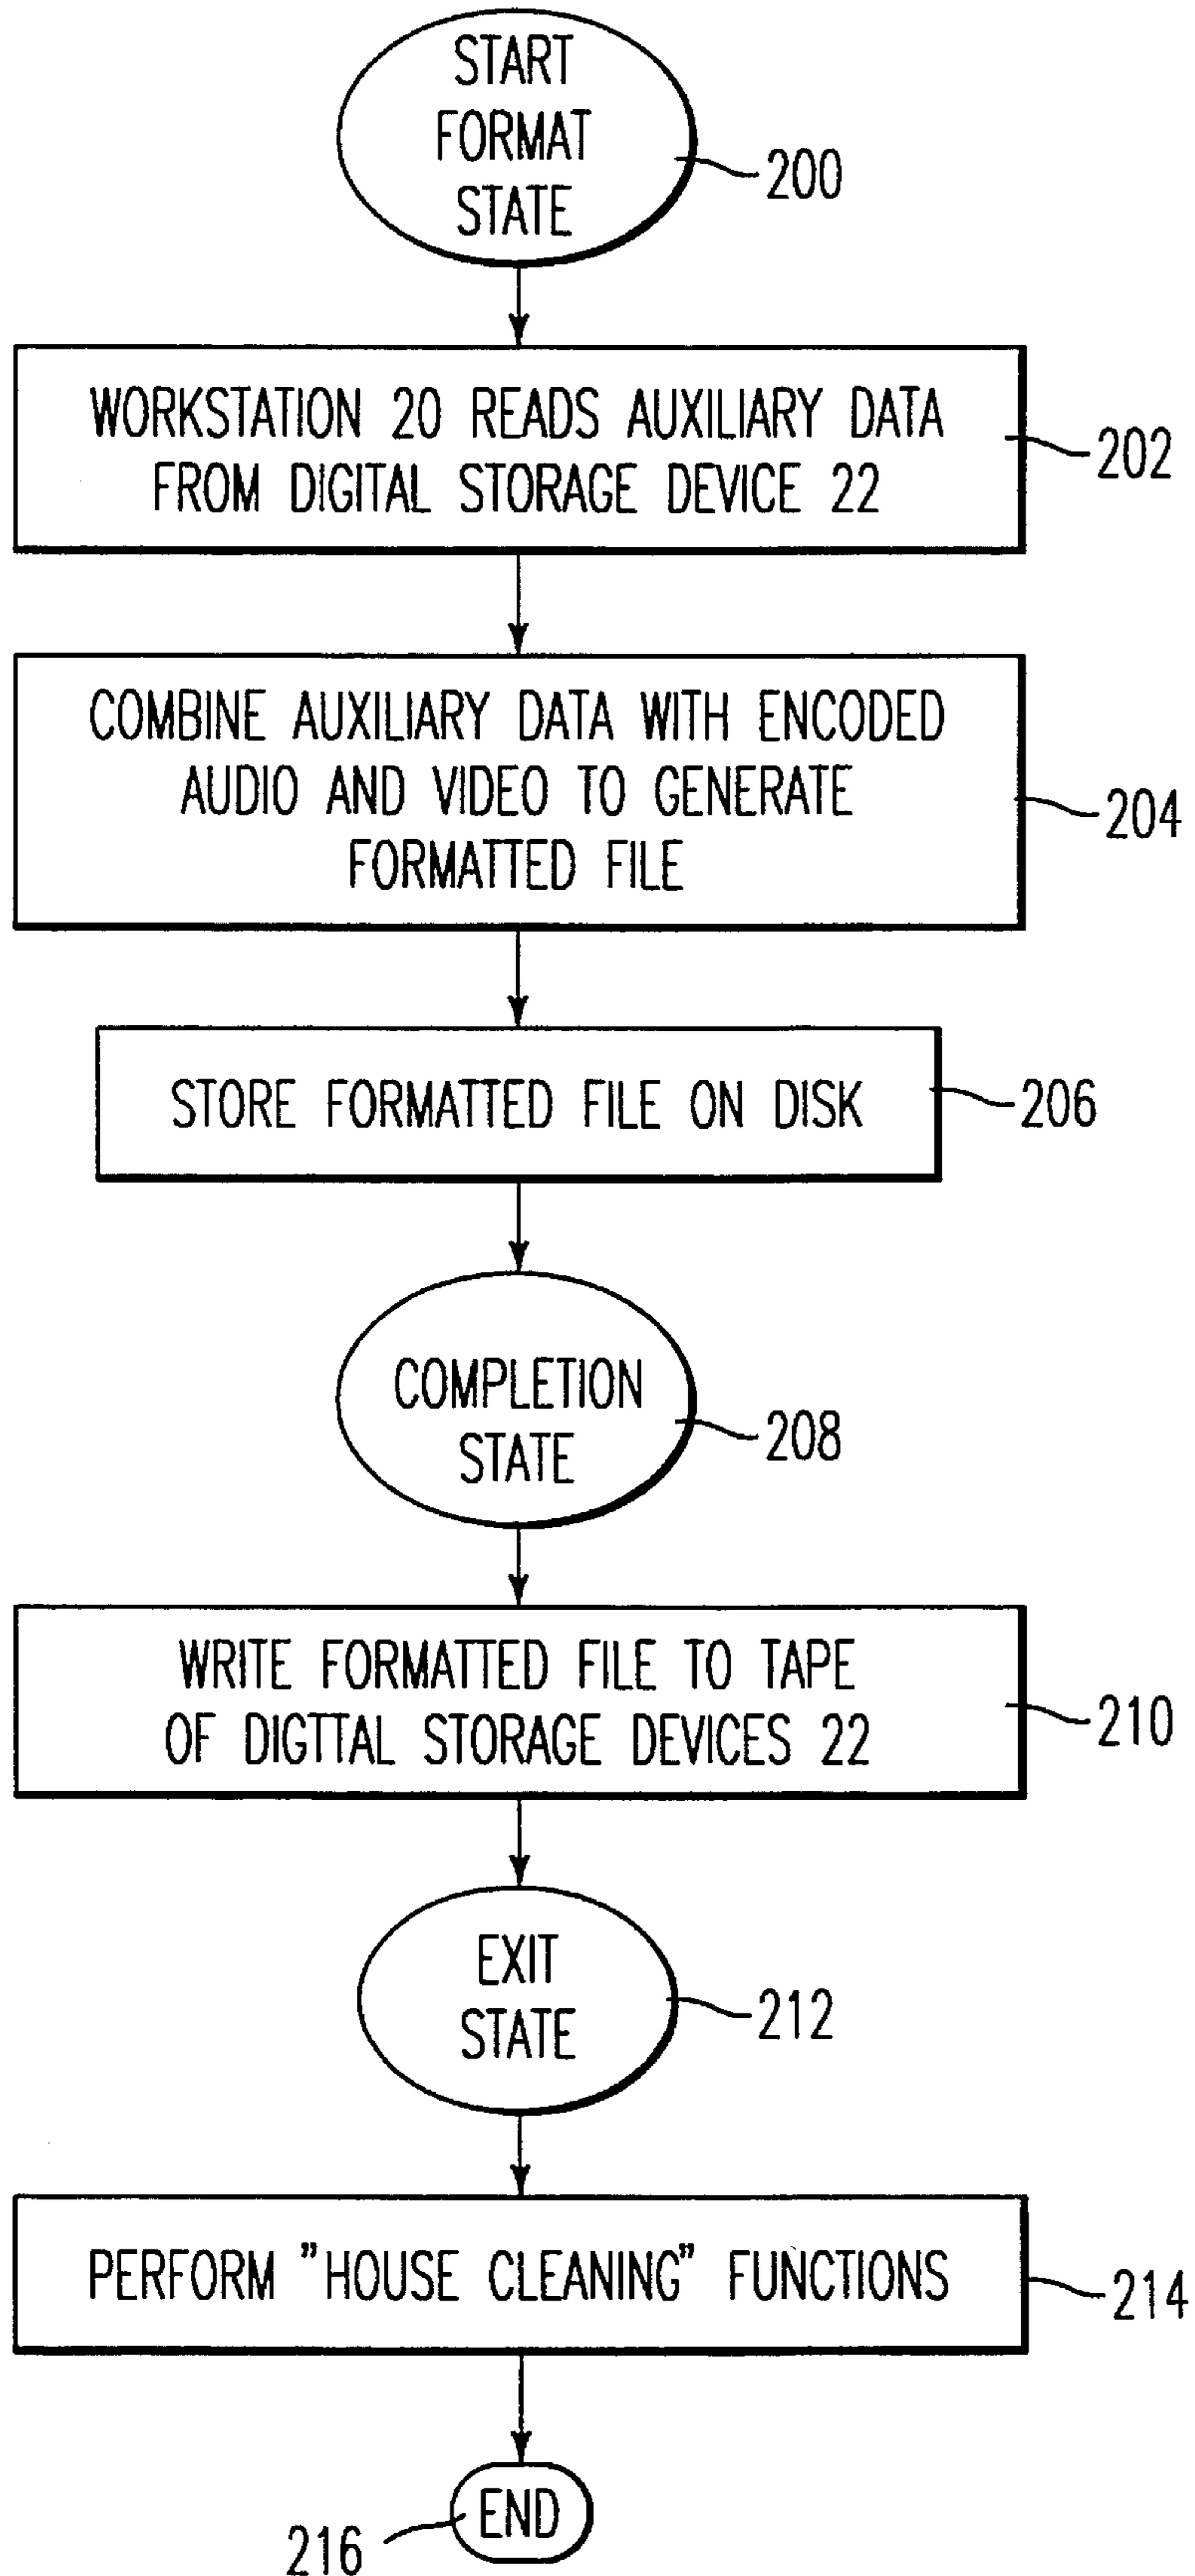 START
FORMAT
STATE
200
WORKSTATION 20 READS AUXILIARY DATA
FROM DIGITAL STORAGE DEVICE 22
202
COMBINE AUXILIARY DATA WITH ENCODED
AUDIO AND VIDEO TO GENERATE
FORMATTED FILE
204
STORE FORMATTED FILE ON DISK
206
COMPLETION
STATE
208
WRITE FORMATTED FILE TO TAPE
OF DIGTTAL STORAGE DEVICES 22
210
EXIT
STATE
212
PERFORM "HOUSE CLEANING" FUNCTIONS
214
END
216